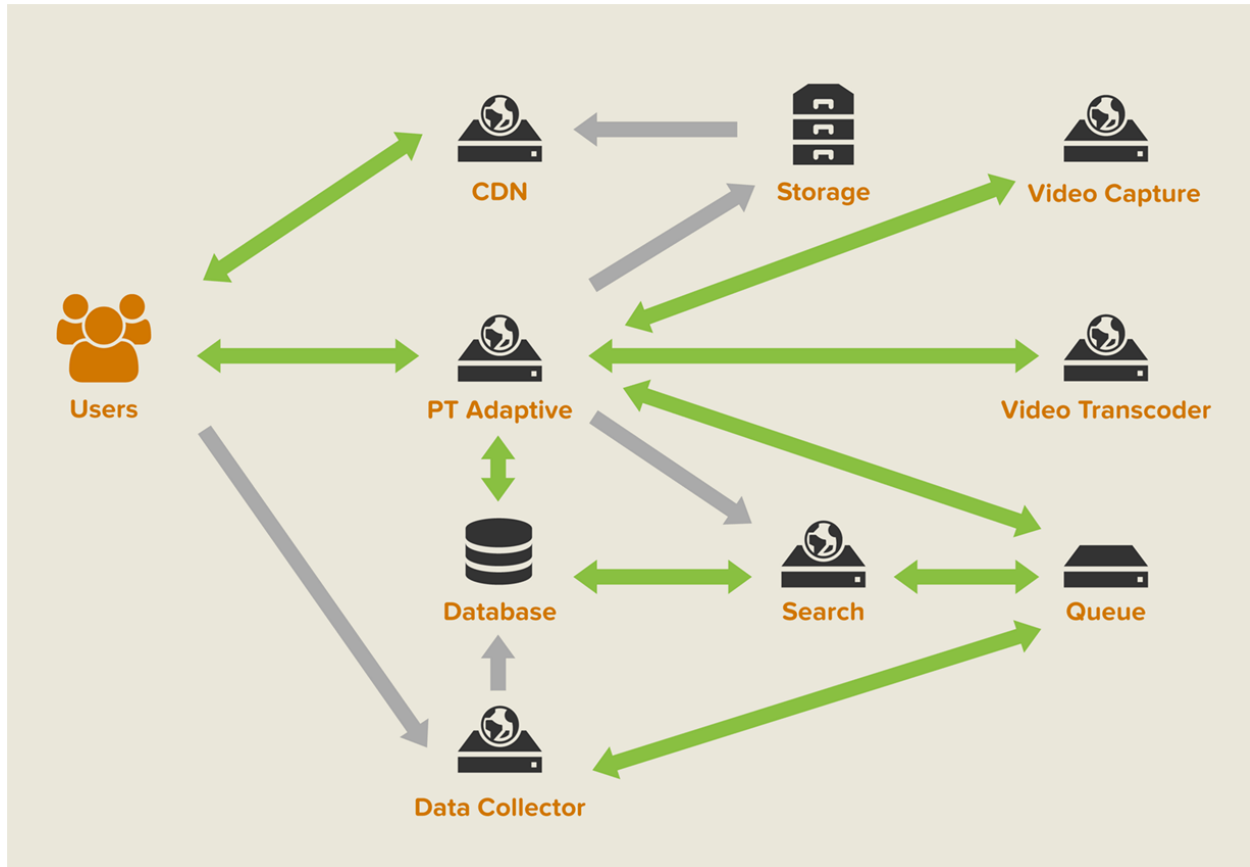 CDN
Storage
Video Capture
Users
PT Adaptive
Video Transcoder
Database
Search
Queue
Data Collector